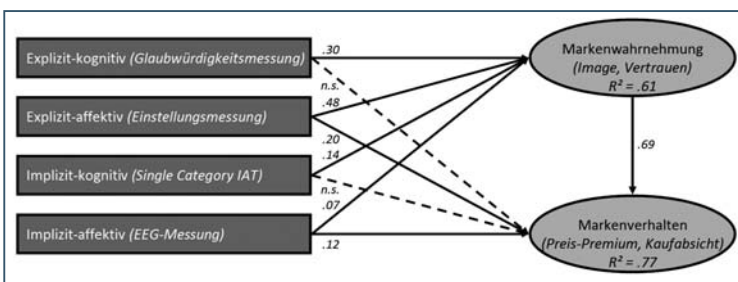 Explizit-kognitiv (Glaubwürdigkeitsmessung)
.30
n.s.
Explizit-affektiv (Einstellungsmessung)
.48
.20
Implizit-kognitiv (Single Category IAT)
.14
n.s.
Implizit-affektiv (EEG-Messung)
.07
.12
Markenwahrnehmung
(Image, Vertrauen)
R² = .61
.69
Markenverhalten
(Preis-Premium, Kaufabsicht)
R² = .77